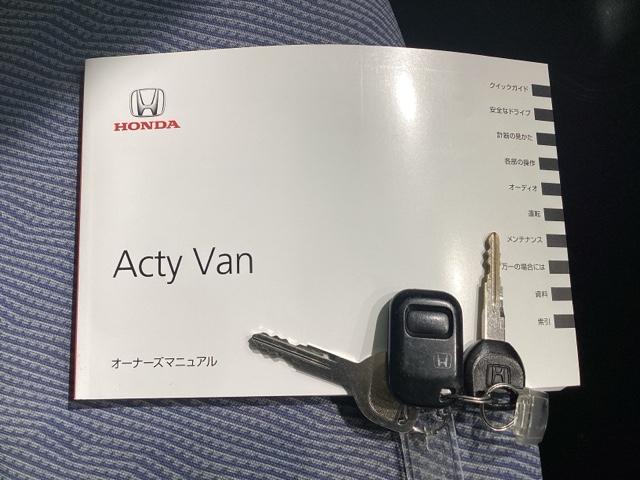 HONDA
Acty Van
オーナーズマニュアル
クイックガイド
安全なドライブ
計器の見かた
各部の操作
オーディオ
運転
メンテナンス
万一の場合には
資料
索引